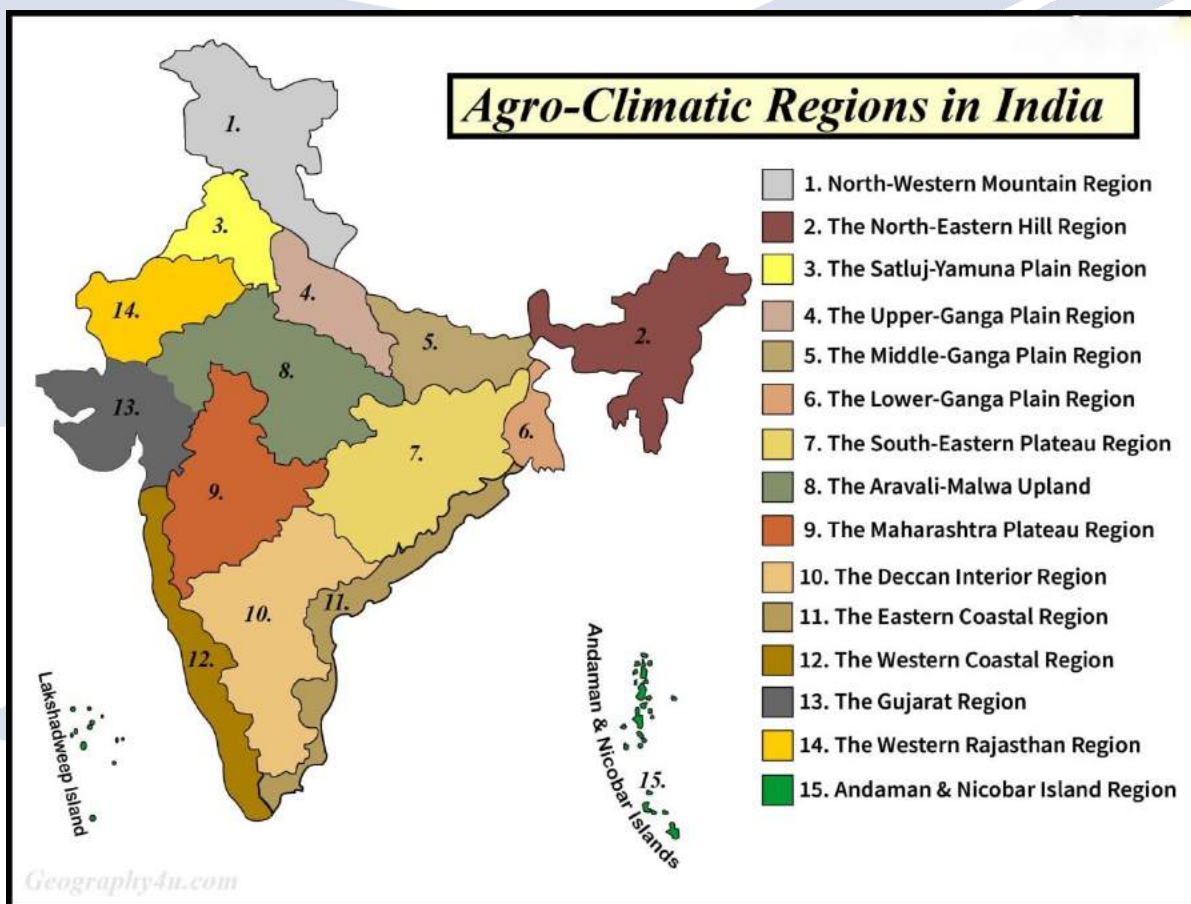 Agro-Climatic Regions in India
1. North-Western Mountain Region
2. The North-Eastern Hill Region
3. The Satluj-Yamuna Plain Region
4. The Upper-Ganga Plain Region
5. The Middle-Ganga Plain Region
6. The Lower-Ganga Plain Region
7. The South-Eastern Plateau Region
8. The Aravali-Malwa Upland
9. The Maharashtra Plateau Region
10. The Deccan Interior Region
11. The Eastern Coastal Region
12. The Western Coastal Region
13. The Gujarat Region
14. The Western Rajasthan Region
15. Andaman & Nicobar Island Region
1.
3.
4.
14.
5.
2.
8.
13.
7.
6.
9.
10.
11.
12.
15.
Lakshadweep Island
Andaman & Nicobar Islands
Geography4u.com